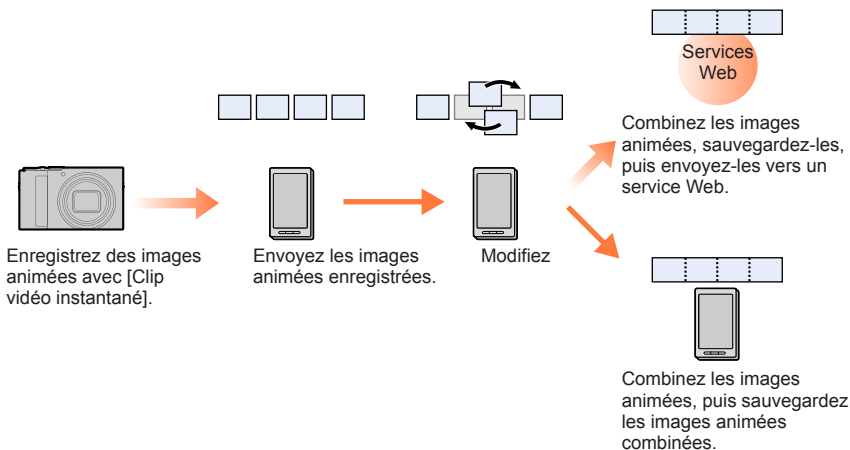 Services
Web
Combinez les images
animées, sauvegardez-les,
puis envoyez-les vers un
service Web.
Enregistrez des images
animées avec [Clip
vidéo instantané].
Envoyez les images
animées enregistrées.
Modifiez
Combinez les images
animées, puis sauvegardez
les images animées
combinées.